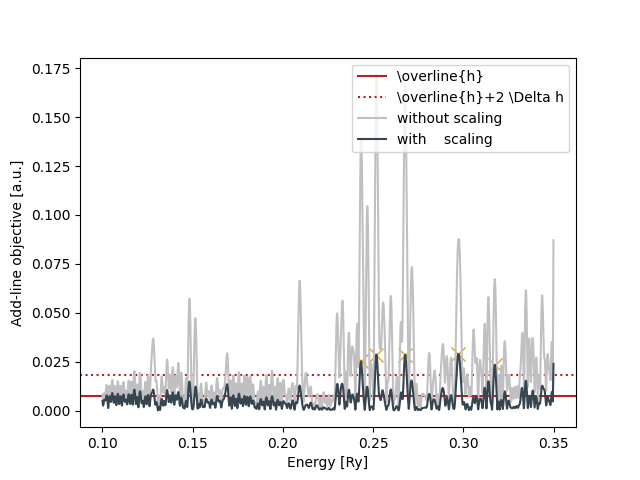 0.175
0.150
0.125
0.100
0.075
0.050
0.025
0.000
Add-line objective [a.u.]
\overline{h}
\overline{h}+2 \Delta h
without scaling
with    scaling
0.10 0.15 0.20 0.25 0.30 0.35
Energy [Ry]